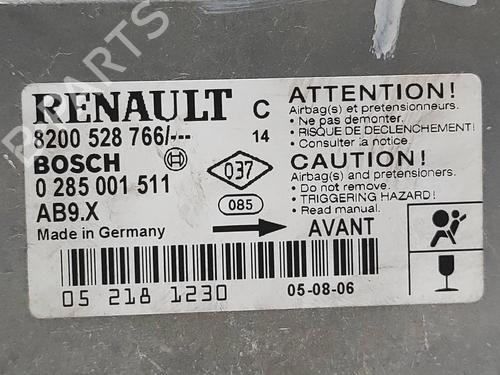 PARTS
RENAULT C
8200 528 766/--- 14
BOSCH
0 285 001 511
AB9.X
Made in Germany
037
085
ATTENTION!
Airbag(s) et pretensionneurs.
• Ne pas demonter.
• RISQUE DE DECLENCHEMENT!
• Consulter la notice.
CAUTION!
Airbag(s) and pretensioners.
• Do not remove.
• TRIGGERING HAZARD!
• Read manual.
AVANT
05 218 1230
05-08-06